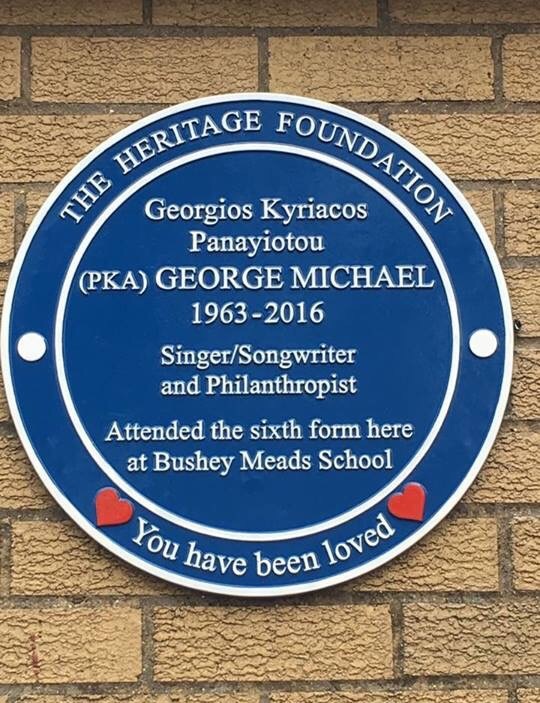 THE HERITAGE FOUNDATION
Georgios Kyriacos
Panayiotou
(PKA) GEORGE MICHAEL
1963-2016
Singer/Songwriter
and Philanthropist
Attended the sixth form here
at Bushey Meads School
You have been loved